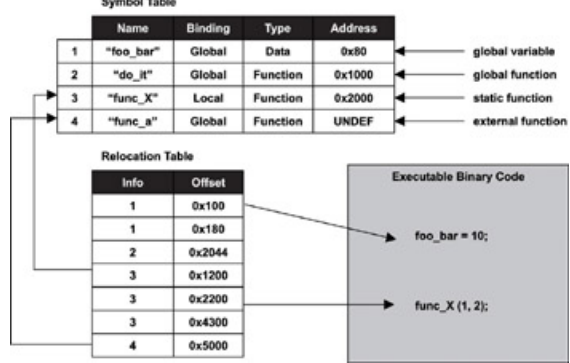 Symbol Table
Name Binding Type Address
1 "foo_bar" Global Data 0x80 global variable
2 "do_it" Global Function 0x1000 global function
3 "func_X" Local Function 0x2000 static function
4 "func_a" Global Function UNDEF external function
Relocation Table
Info Offset
1 0x100
1 0x180
2 0x2044
3 0x1200
3 0x2200
3 0x4300
4 0x5000
Executable Binary Code
foo_bar = 10;
func_X (1, 2);